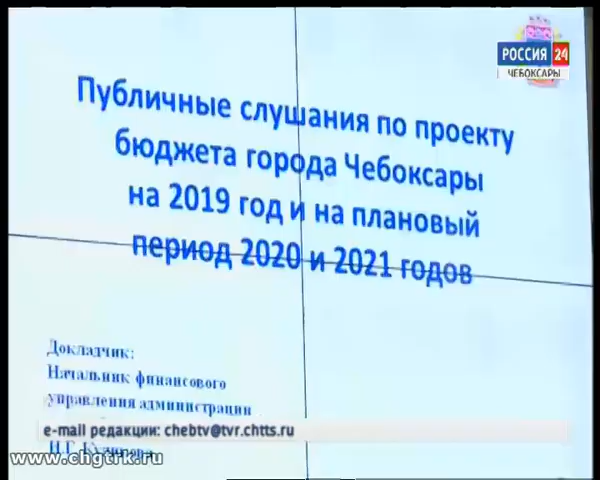 РОССИЯ 24
ЧЕБОКСАРЫ
Публичные слушания по проекту
бюджета города Чебоксары
на 2019 год и на плановый
период 2020 и 2021 годов
Докладчик:
Начальник финансового
управления администрации
e-mail редакции: chebtv@tvr.chtts.ru
www.chgtrk.ru